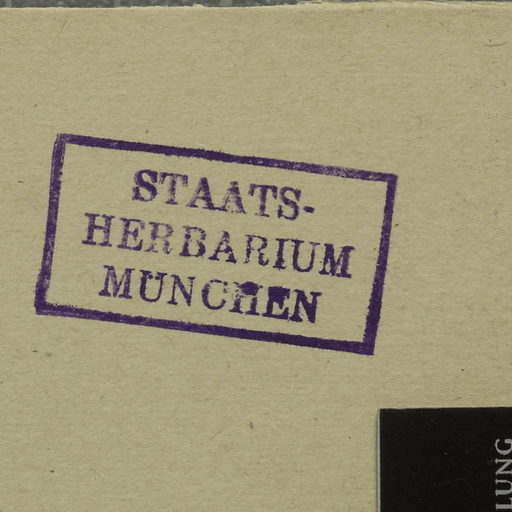 STAATS-
HERBARIUM
MÜNCHEN
LUNG